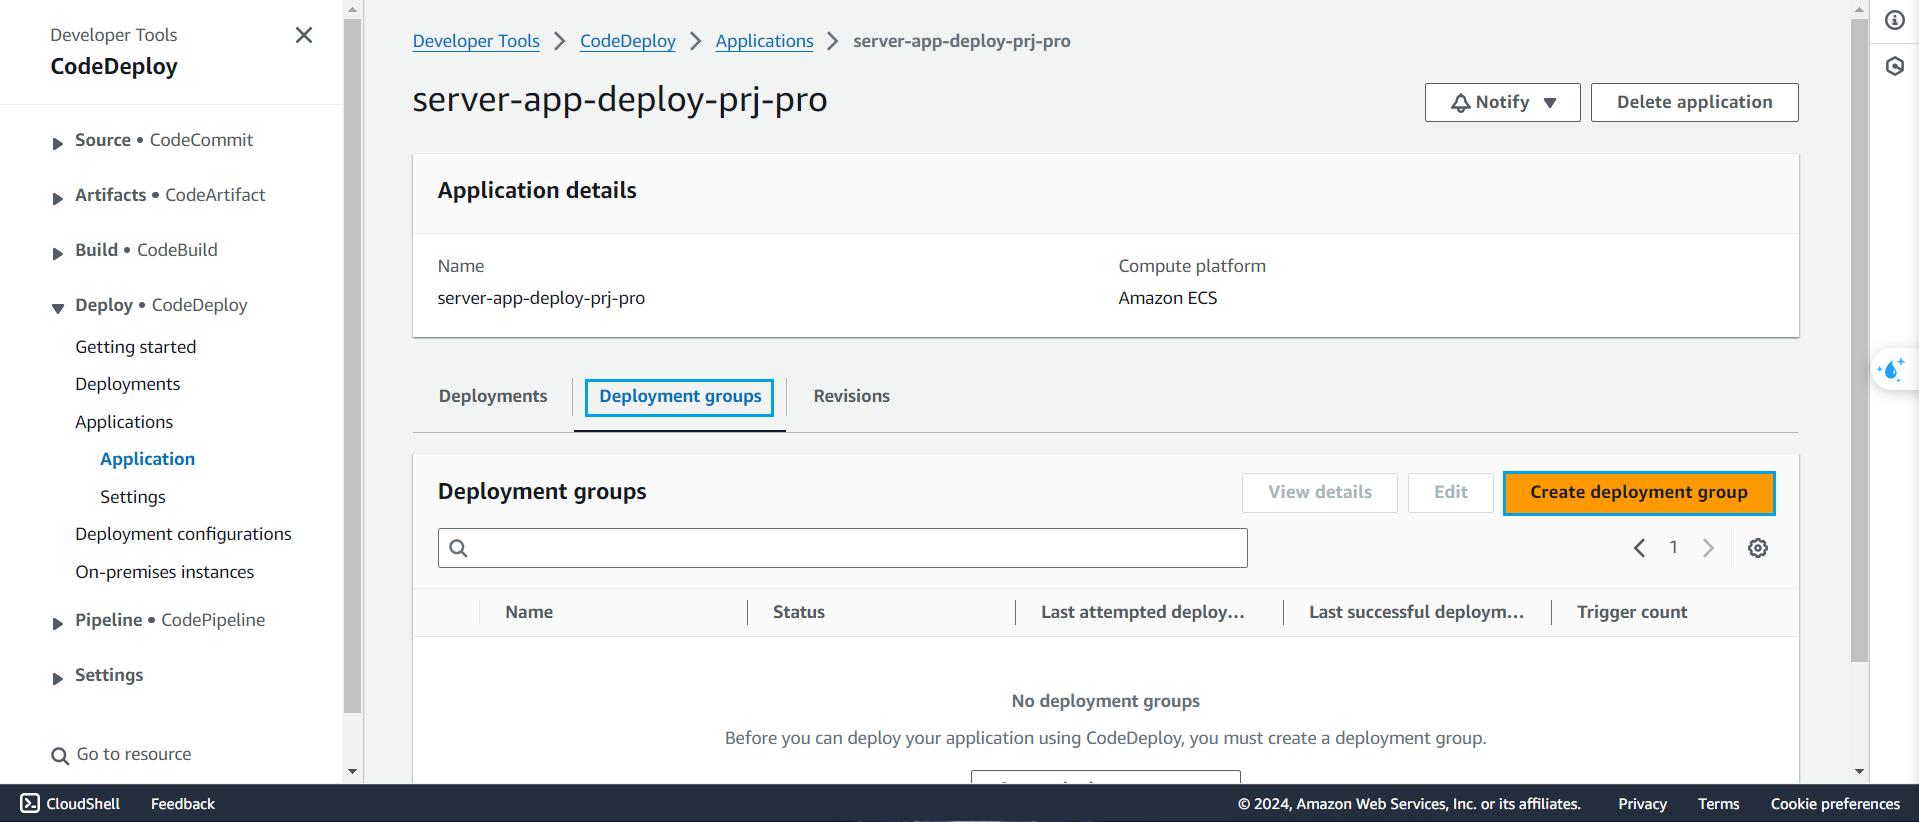 Developer Tools
CodeDeploy
Source • CodeCommit
Artifacts • CodeArtifact
Build • CodeBuild
Deploy • CodeDeploy
Getting started
Deployments
Applications
Application
Settings
Deployment configurations
On-premises instances
Pipeline • CodePipeline
Settings
Go to resource
Developer Tools > CodeDeploy > Applications > server-app-deploy-prj-pro
server-app-deploy-prj-pro
Notify
Delete application
Application details
Name
server-app-deploy-prj-pro
Compute platform
Amazon ECS
Deployments
Deployment groups
Revisions
Deployment groups
View details
Edit
Create deployment group
1
Name
Status
Last attempted deploy...
Last successful deploym...
Trigger count
No deployment groups
Before you can deploy your application using CodeDeploy, you must create a deployment group.
CloudShell
Feedback
© 2024, Amazon Web Services, Inc. or its affiliates.
Privacy
Terms
Cookie preferences